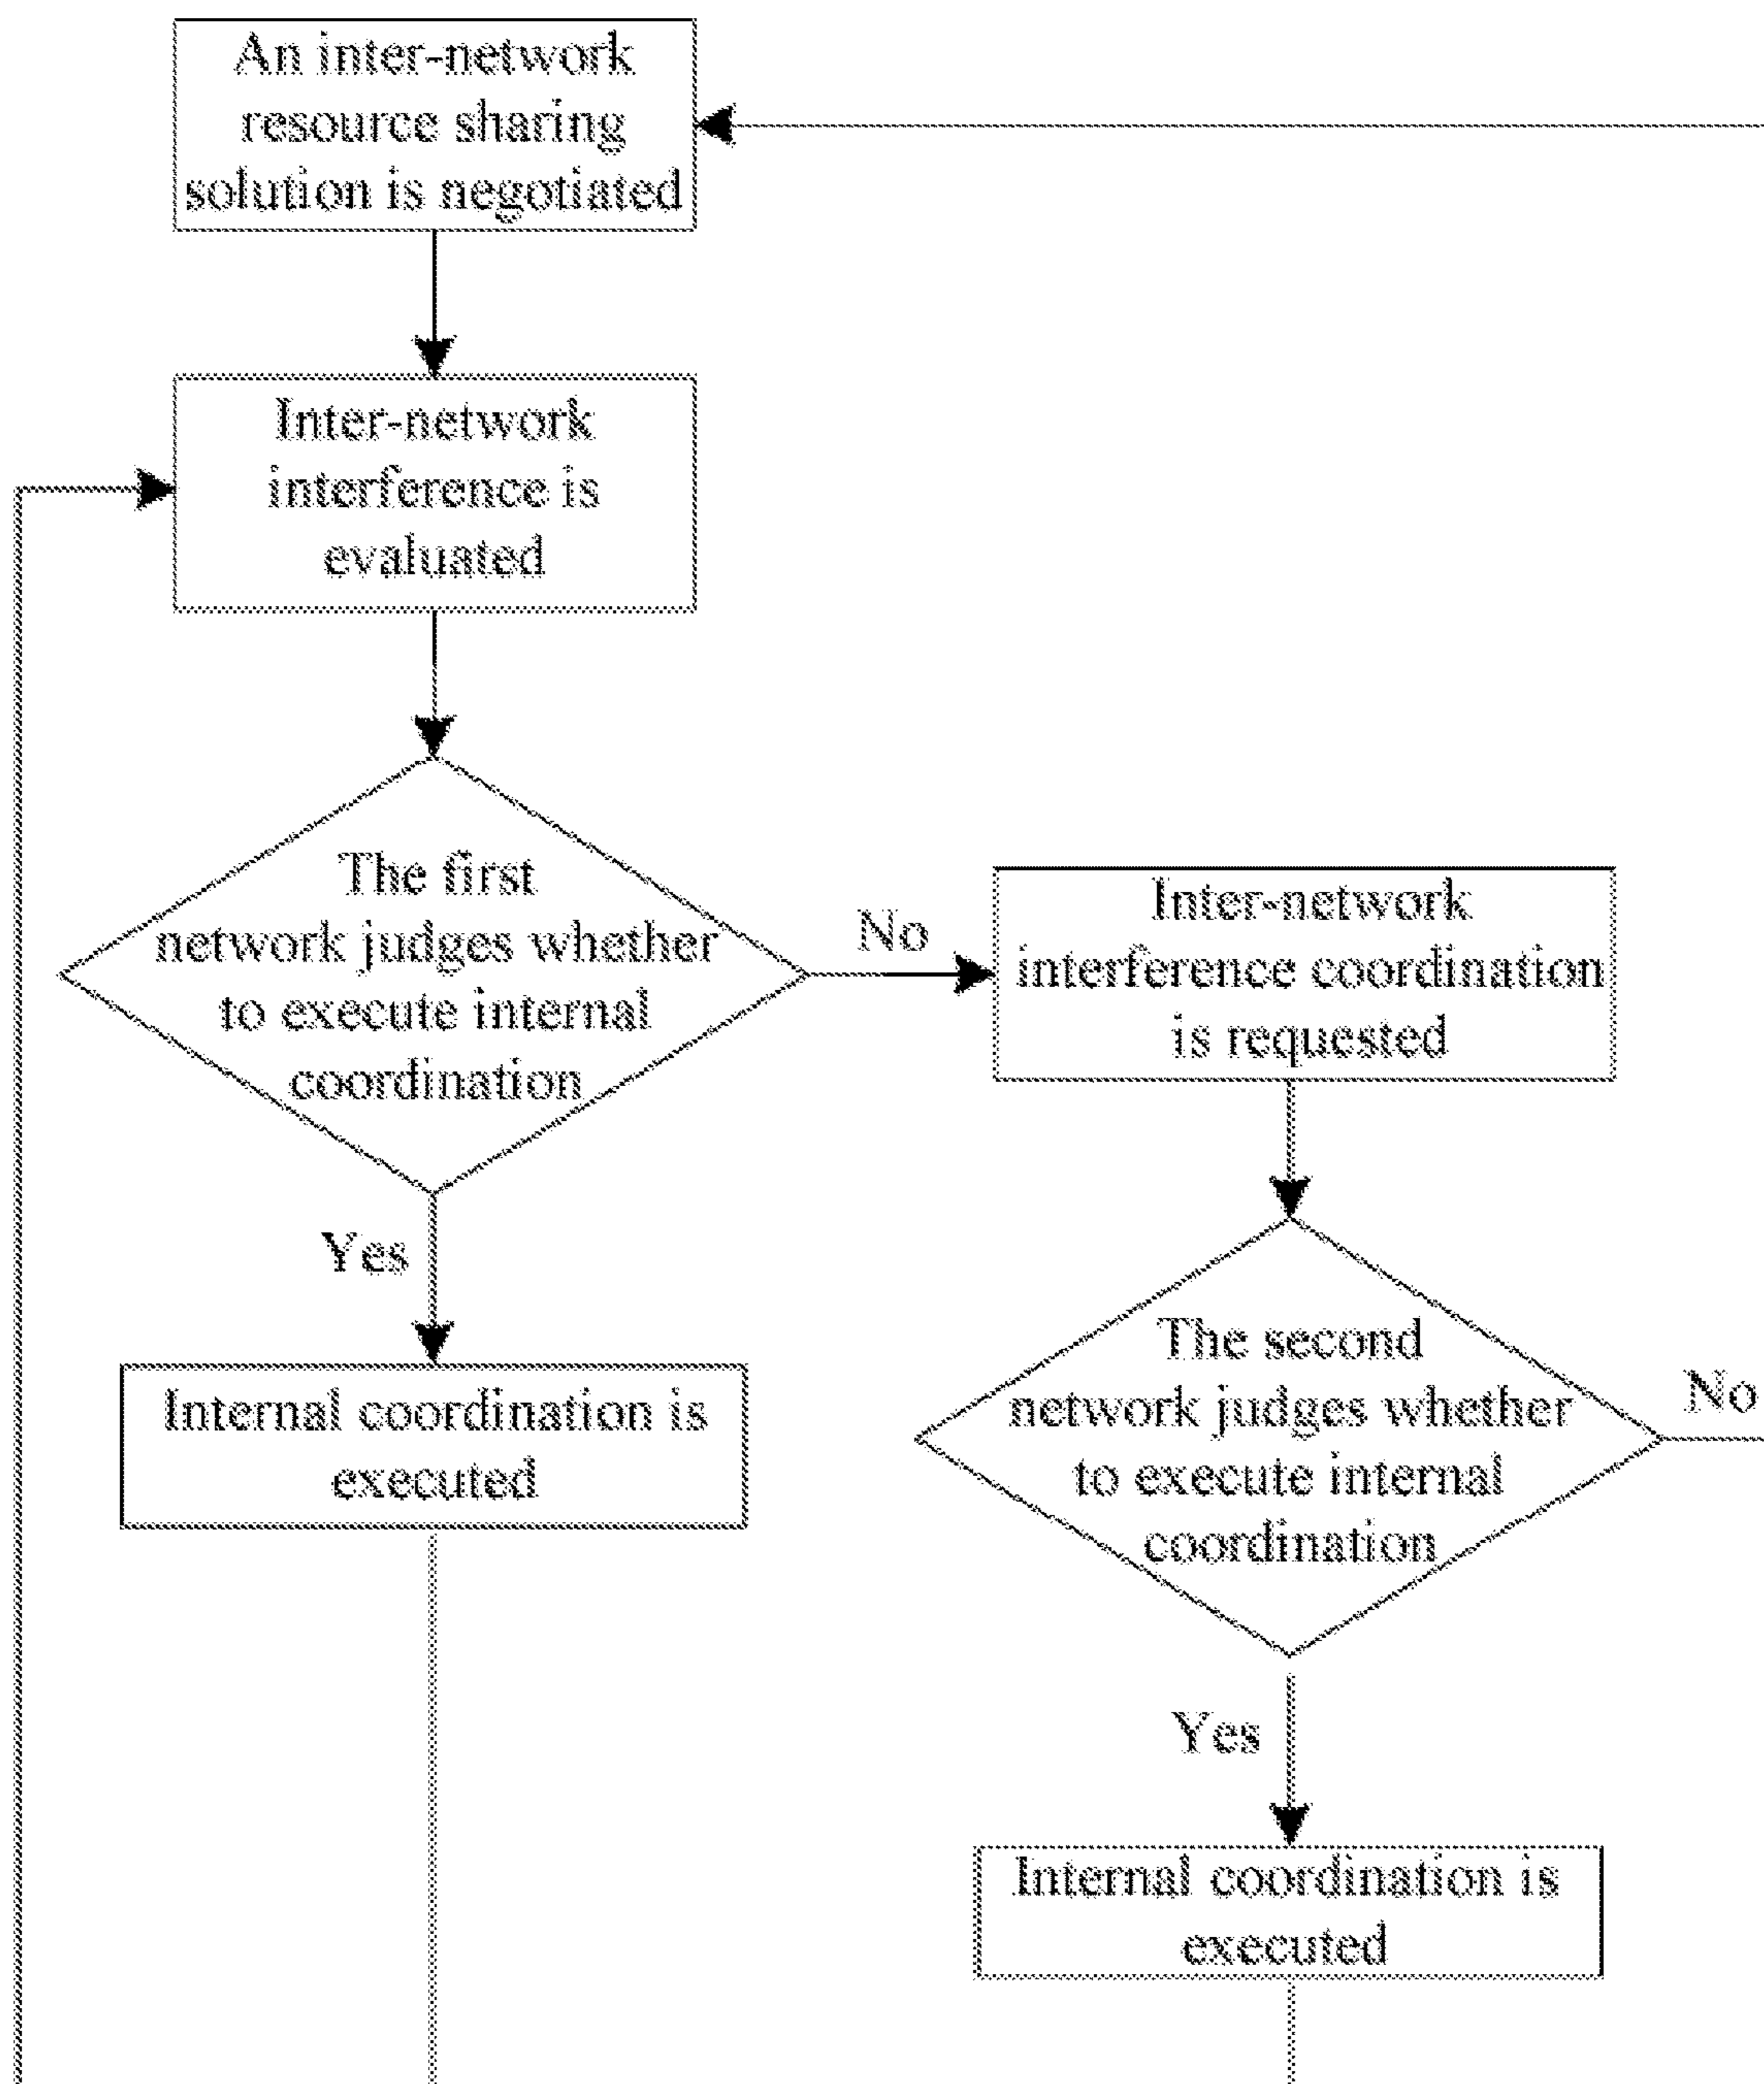 An inter-network
resource sharing
solution is negotiated
Inter-network
interference is
evaluated
The first
network judges whether
to execute internal
coordination
No
Inter-network
interference coordination
is requested
Yes
Internal coordination is
executed
The second
network judges whether
to execute internal
coordination
No
Yes
Internal coordination is
executed